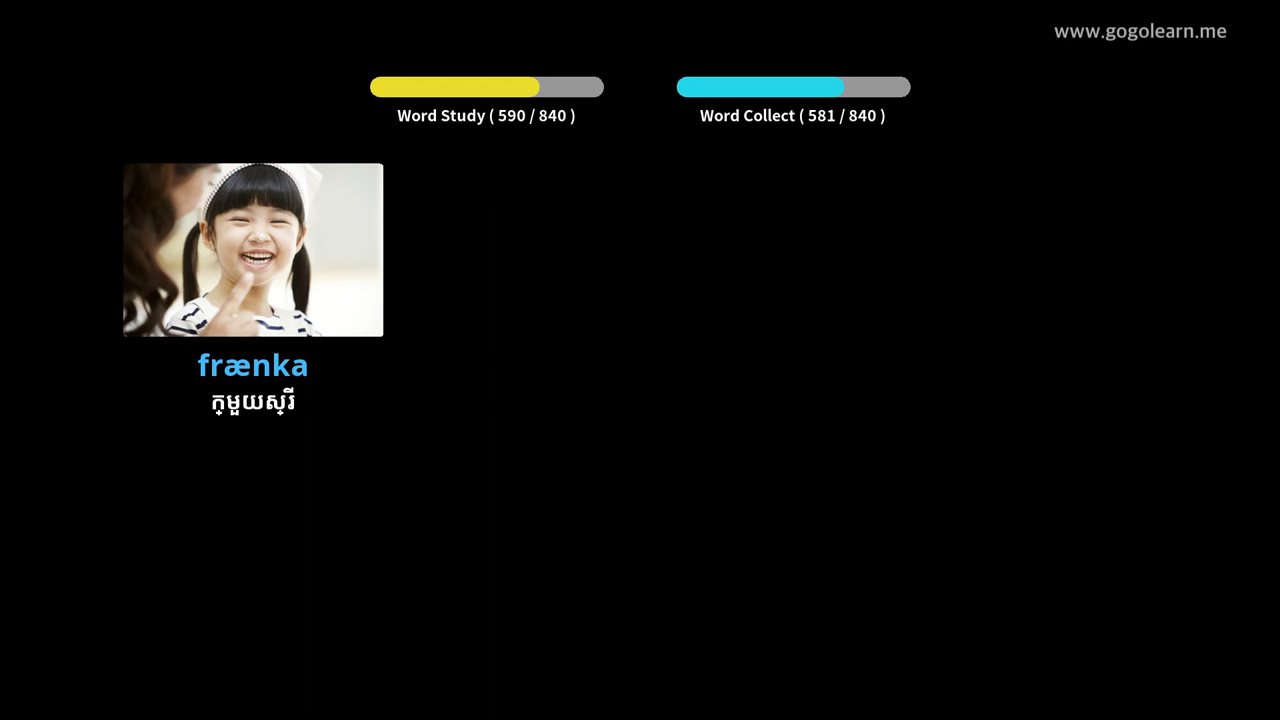 www.gogolearn.me
Word Study ( 590 / 840 )
Word Collect ( 581 / 840 )
frænka
ក្មួយស្រី